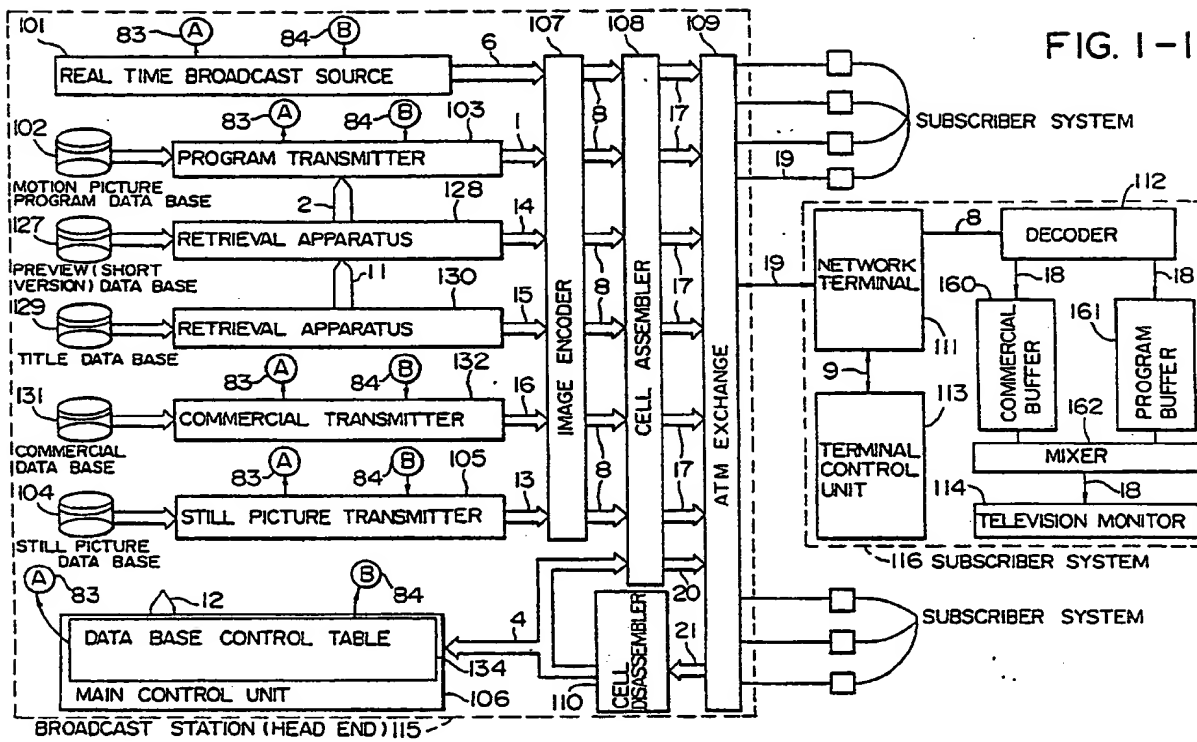 FIG. 1-1
101
83
A
84
B
6
107
108
109
REAL TIME BROADCAST SOURCE
8
17
102
83
A
84
B
103
1
PROGRAM TRANSMITTER
8
17
MOTION PICTURE
PROGRAM DATA BASE
2
128
127
RETRIEVAL APPARATUS
14
8
17
PREVIEW (SHORT
VERSION) DATA BASE
11
130
129
RETRIEVAL APPARATUS
15
8
17
TITLE DATA BASE
83
A
84
B
132
131
COMMERCIAL TRANSMITTER
16
8
17
COMMERCIAL
DATA BASE
83
A
84
B
105
104
STILL PICTURE TRANSMITTER
13
8
17
STILL PICTURE
DATA BASE
IMAGE ENCODER
CELL ASSEMBLER
ATM EXCHANGE
20
A
83
12
B
84
DATA BASE CONTROL TABLE
134
MAIN CONTROL UNIT
106
4
CELL
DISASSEMBLER
110
21
BROADCAST STATION (HEAD END) 115
SUBSCRIBER SYSTEM
19
19
NETWORK
TERMINAL
111
8
112
DECODER
18
18
160
COMMERCIAL
BUFFER
161
PROGRAM
BUFFER
9
113
TERMINAL CONTROL
UNIT
162
MIXER
114
18
TELEVISION MONITOR
116 SUBSCRIBER SYSTEM
SUBSCRIBER SYSTEM